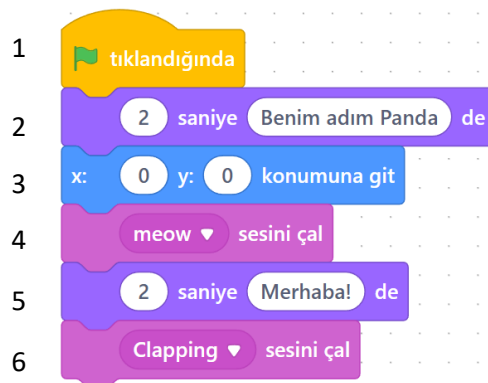 1 tıklandığında
2 2 saniye Benim adım Panda de
3 x: 0 y: 0 konumuna git
4 meow sesini çal
5 2 saniye Merhaba! de
6 Clapping sesini çal